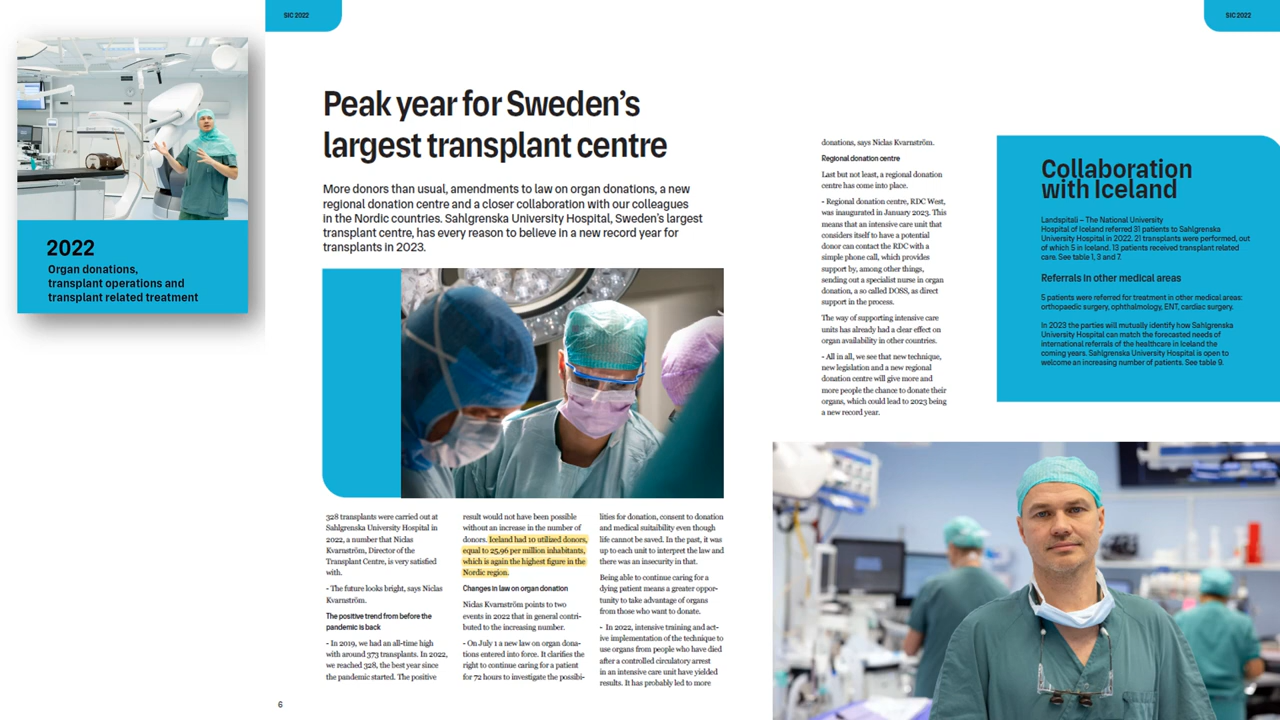 2022
Organ donations,
transplant operations and
transplant related treatment
SIC 2022
SIC 2022
Peak year for Sweden's
largest transplant centre
More donors than usual, amendments to law on organ donations, a new
regional donation centre and a closer collaboration with our colleagues
in the Nordic countries. Sahlgrenska University Hospital, Sweden's largest
transplant centre, has every reason to believe in a new record year for
transplants in 2023.
328 transplants were carried out at
Sahlgrenska University Hospital in
2022, a number that Niclas
Kvarnström, Director of the
Transplant Centre, is very satisfied
with.
- The future looks bright, says Niclas
Kvarnström.
The positive trend from before the
pandemic is back
- In 2019, we had an all-time high
with around 373 transplants. In 2022,
we reached 328, the best year since
the pandemic started. The positive
result would not have been possible
without an increase in the number of
donors. Iceland had 10 utilized donors,
equal to 25,96 per million inhabitants,
which is again the highest figure in the
Nordic region.
Changes in law on organ donation
Niclas Kvarnström points to two
events in 2022 that in general contri-
buted to the increasing number.
- On July 1 a new law on organ dona-
tions entered into force. It clarifies the
right to continue caring for a patient
for 72 hours to investigate the possibi-
lities for donation, consent to donation
and medical suitaibility even though
life cannot be saved. In the past, it was
up to each unit to interpret the law and
there was an insecurity in that.
Being able to continue caring for a
dying patient means a greater oppor-
tunity to take advantage of organs
from those who want to donate.
- In 2022, intensive training and act-
ive implementation of the technique to
use organs from people who have died
after a controlled circulatory arrest
in an intensive care unit have yielded
results. It has probably led to more
donations, says Niclas Kvarnström.
Regional donation centre
Last but not least, a regional donation
centre has come into place.
- Regional donation centre, RDC West,
was inaugurated in January 2023. This
means that an intensive care unit that
considers itself to have a potential
donor can contact the RDC with a
simple phone call, which provides
support by, among other things,
sending out a specialist nurse in organ
donation, a so called DOSS, as direct
support in the process.
The way of supporting intensive care
units has already had a clear effect on
organ availability in other countries.
- All in all, we see that new technique,
new legislation and a new regional
donation centre will give more and
more people the chance to donate their
organs, which could lead to 2023 being
a new record year.
Collaboration
with Iceland
Landspitali – The National University
Hospital of Iceland referred 31 patients to Sahlgrenska
University Hospital in 2022. 21 transplants were performed, out
of which 5 in Iceland. 13 patients received transplant related
care. See table 1, 3 and 7.
Referrals in other medical areas
5 patients were referred for treatment in other medical areas:
orthopaedic surgery, ophthalmology, ENT, cardiac surgery.
In 2023 the parties will mutually identify how Sahlgrenska
University Hospital can match the forecasted needs of
international referrals of the healthcare in Iceland the
coming years. Sahlgrenska University Hospital is open to
welcome an increasing number of patients. See table 9.
6